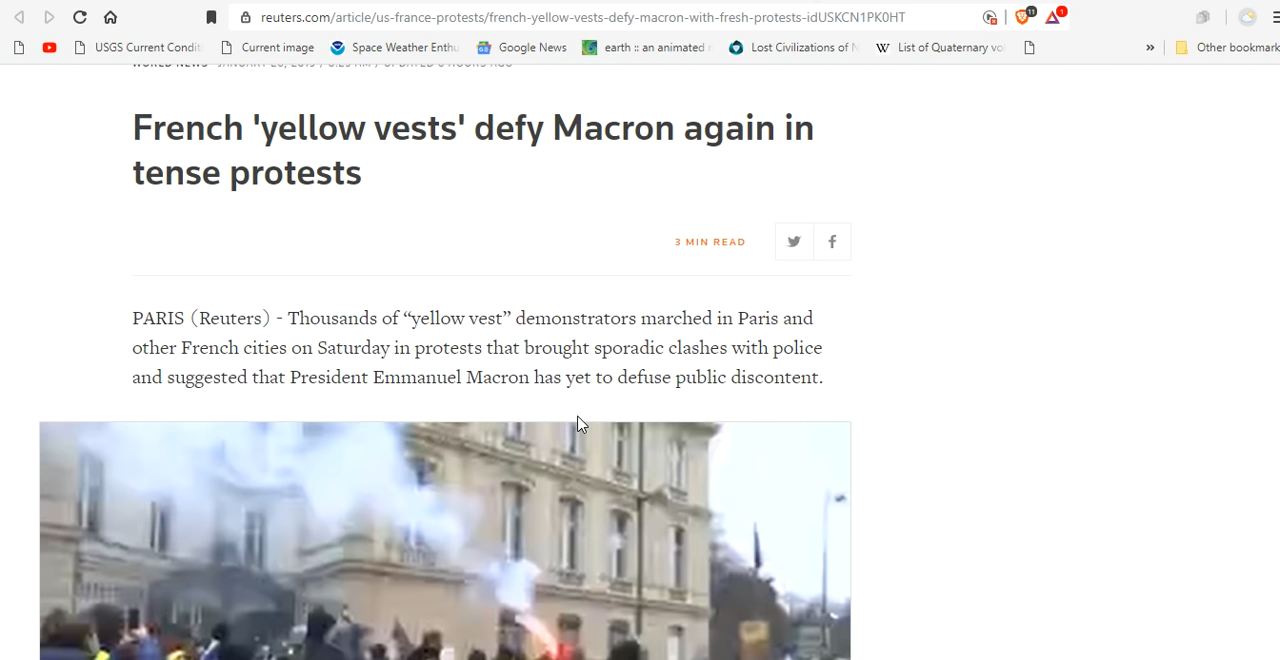 reuters.com/article/us-france-protests/french-yellow-vests-defy-macron-with-fresh-protests-idUSKCN1PK0HT
11
1
USGS Current Condit
Current image
Space Weather Enthu
Google News
earth :: an animated
Lost Civilizations of
List of Quaternary vo
»
Other bookmark
French 'yellow vests' defy Macron again in
tense protests
3 MIN READ
PARIS (Reuters) - Thousands of “yellow vest” demonstrators marched in Paris and
other French cities on Saturday in protests that brought sporadic clashes with police
and suggested that President Emmanuel Macron has yet to defuse public discontent.